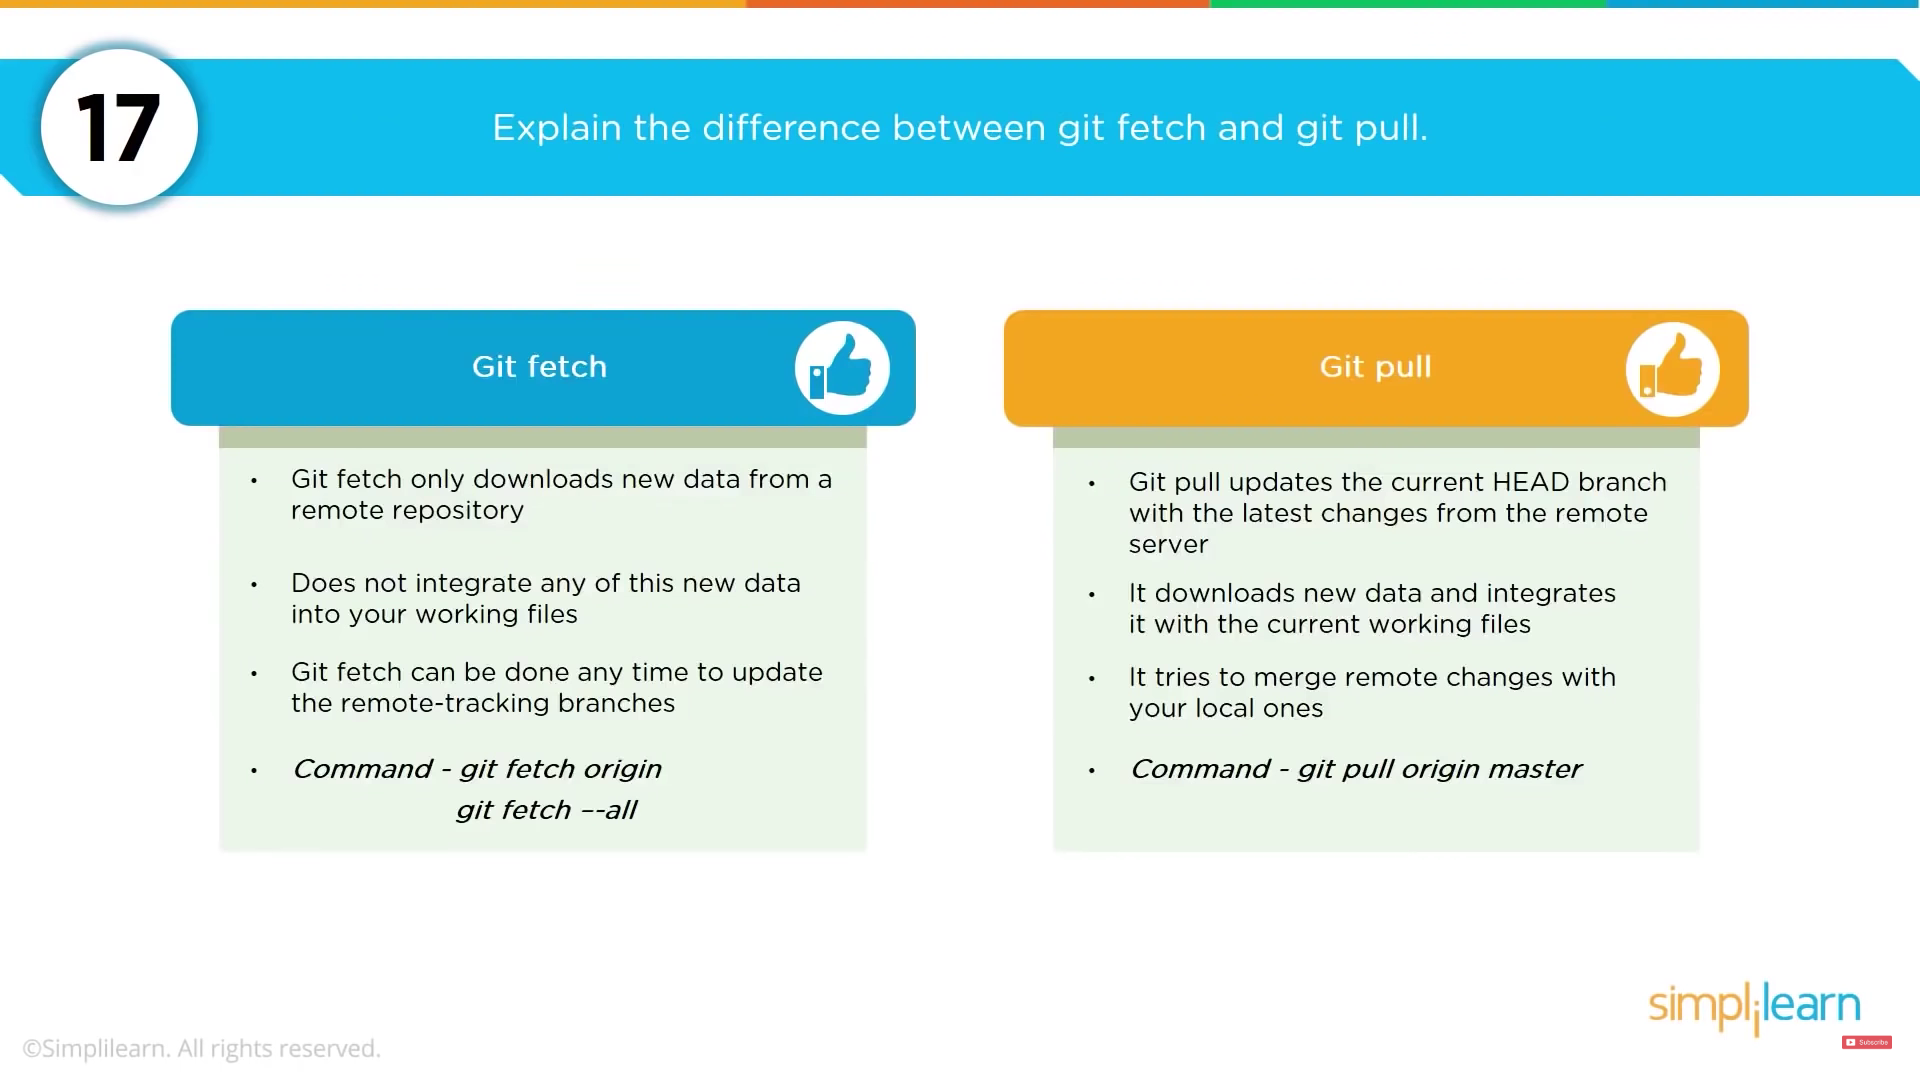 17
Explain the difference between git fetch and git pull.
Git fetch
• Git fetch only downloads new data from a
remote repository
• Does not integrate any of this new data
into your working files
• Git fetch can be done any time to update
the remote-tracking branches
• Command - git fetch origin
git fetch –-all
Git pull
• Git pull updates the current HEAD branch
with the latest changes from the remote
server
• It downloads new data and integrates
it with the current working files
• It tries to merge remote changes with
your local ones
• Command - git pull origin master
simplilearn
Subscribe
©Simplilearn. All rights reserved.